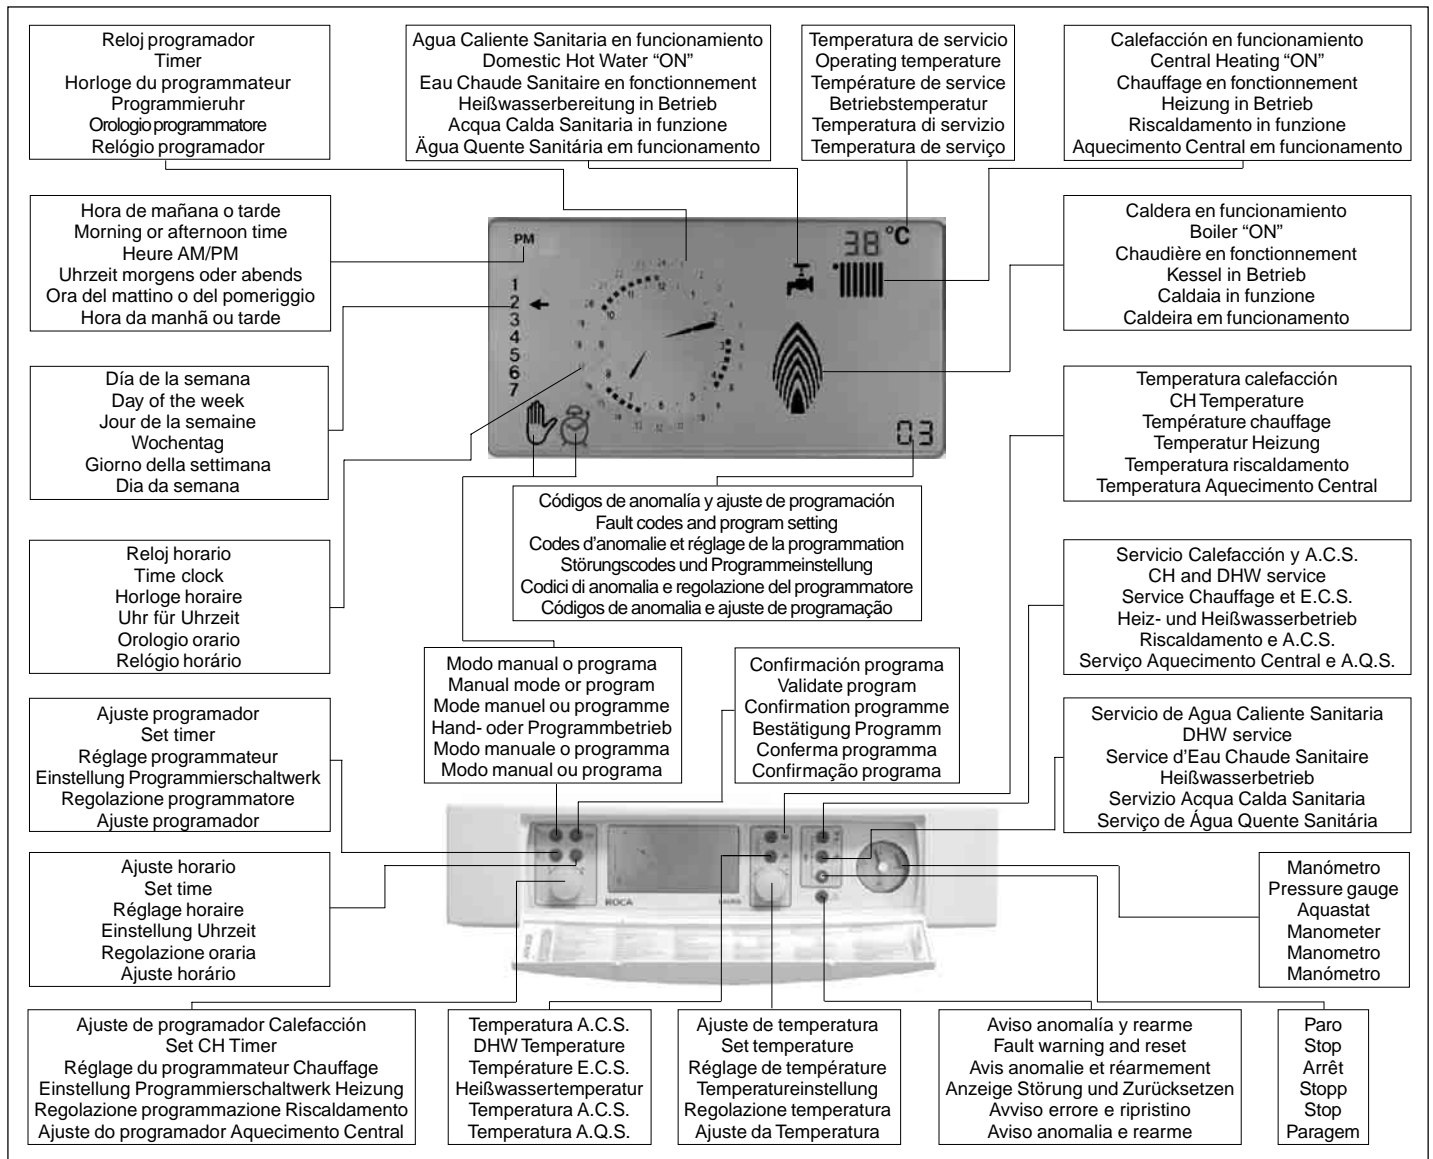 Reloj programador
Timer
Horloge du programmateur
Programmieruhr
Orologio programmatore
Relógio programador
Agua Caliente Sanitaria en funcionamiento
Domestic Hot Water “ON”
Eau Chaude Sanitaire en fonctionnement
Heißwasserbereitung in Betrieb
Acqua Calda Sanitaria in funzione
Ägua Quente Sanitária em funcionamento
Temperatura de servicio
Operating temperature
Température de service
Betriebstemperatur
Temperatura di servizio
Temperatura de serviço
Calefacción en funcionamiento
Central Heating “ON”
Chauffage en fonctionnement
Heizung in Betrieb
Riscaldamento in funzione
Aquecimento Central em funcionamento
Hora de mañana o tarde
Morning or afternoon time
Heure AM/PM
Uhrzeit morgens oder abends
Ora del mattino o del pomeriggio
Hora da manhã ou tarde
PM
38 °C
1
2
3
4
5
6
7
03
Caldera en funcionamiento
Boiler “ON”
Chaudière en fonctionnement
Kessel in Betrieb
Caldaia in funzione
Caldeira em funcionamento
Día de la semana
Day of the week
Jour de la semaine
Wochentag
Giorno della settimana
Dia da semana
Temperatura calefacción
CH Temperature
Température chauffage
Temperatur Heizung
Temperatura riscaldamento
Temperatura Aquecimento Central
Códigos de anomalía y ajuste de programación
Fault codes and program setting
Codes d’anomalie et réglage de la programmation
Störungscodes und Programmeinstellung
Codici di anomalia e regolazione del programmatore
Códigos de anomalia e ajuste de programação
Reloj horario
Time clock
Horloge horaire
Uhr für Uhrzeit
Orologio orario
Relógio horário
Servicio Calefacción y A.C.S.
CH and DHW service
Service Chauffage et E.C.S.
Heiz- und Heißwasserbetrieb
Riscaldamento e A.C.S.
Serviço Aquecimento Central e A.Q.S.
Modo manual o programa
Manual mode or program
Mode manuel ou programme
Hand- oder Programmbetrieb
Modo manuale o programma
Modo manual ou programa
Confirmación programa
Validate program
Confirmation programme
Bestätigung Programm
Conferma programma
Confirmação programa
Ajuste programador
Set timer
Réglage programmateur
Einstellung Programmierschaltwerk
Regolazione programmatore
Ajuste programador
Servicio de Agua Caliente Sanitaria
DHW service
Service d’Eau Chaude Sanitaire
Heißwasserbetrieb
Servizio Acqua Calda Sanitaria
Serviço de Água Quente Sanitária
Ajuste horario
Set time
Réglage horaire
Einstellung Uhrzeit
Regolazione oraria
Ajuste horário
ROCA
Manómetro
Pressure gauge
Aquastat
Manometer
Manometro
Manómetro
Ajuste de programador Calefacción
Set CH Timer
Réglage du programmateur Chauffage
Einstellung Programmierschaltwerk Heizung
Regolazione programmazione Riscaldamento
Ajuste do programador Aquecimento Central
Temperatura A.C.S.
DHW Temperature
Température E.C.S.
Heißwassertemperatur
Temperatura A.C.S.
Temperatura A.Q.S.
Ajuste de temperatura
Set temperature
Réglage de température
Temperatureinstellung
Regolazione temperatura
Ajuste da Temperatura
Aviso anomalía y rearme
Fault warning and reset
Avis anomalie et réarmement
Anzeige Störung und Zurücksetzen
Avviso errore e ripristino
Aviso anomalia e rearme
Paro
Stop
Arrêt
Stopp
Stop
Paragem